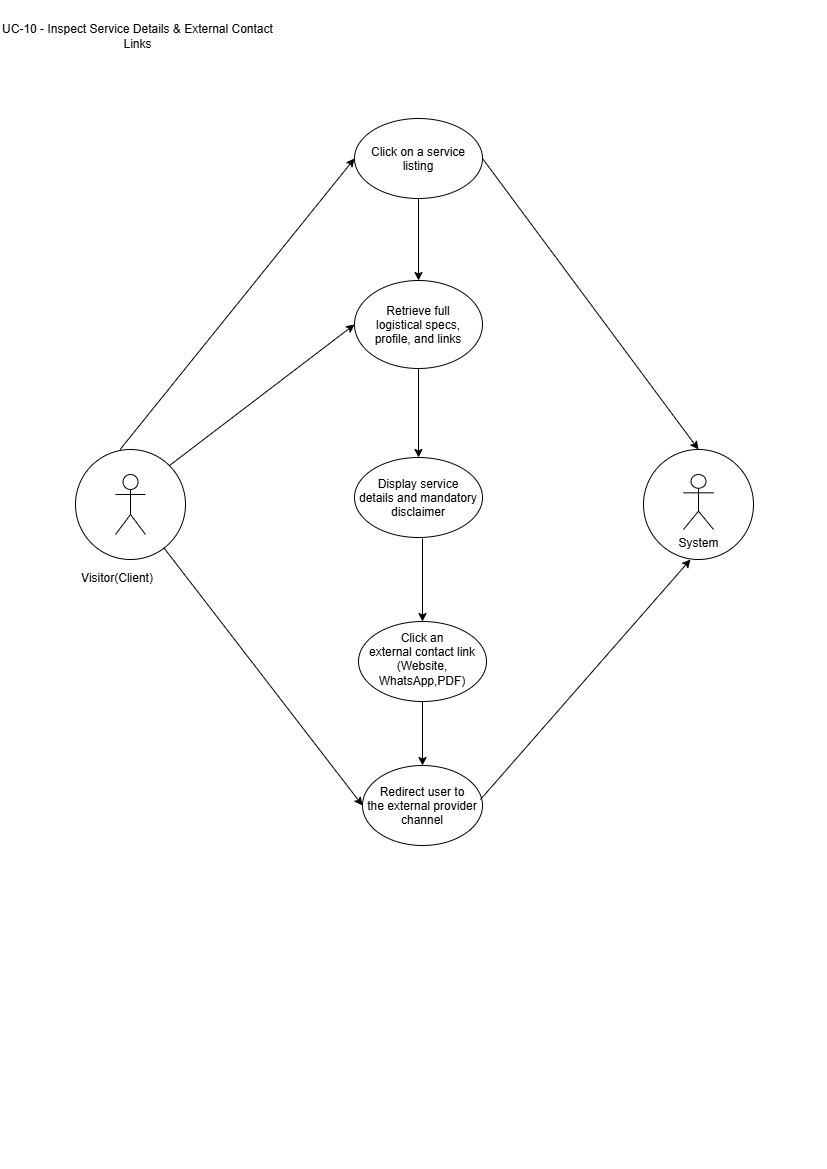 UC-10 - Inspect Service Details & External Contact
Links
Click on a service
listing
Retrieve full
logistical specs,
profile, and links
Display service
details and mandatory
disclaimer
System
Visitor(Client)
Click an
external contact link
(Website,
WhatsApp,PDF)
Redirect user to
the external provider
channel